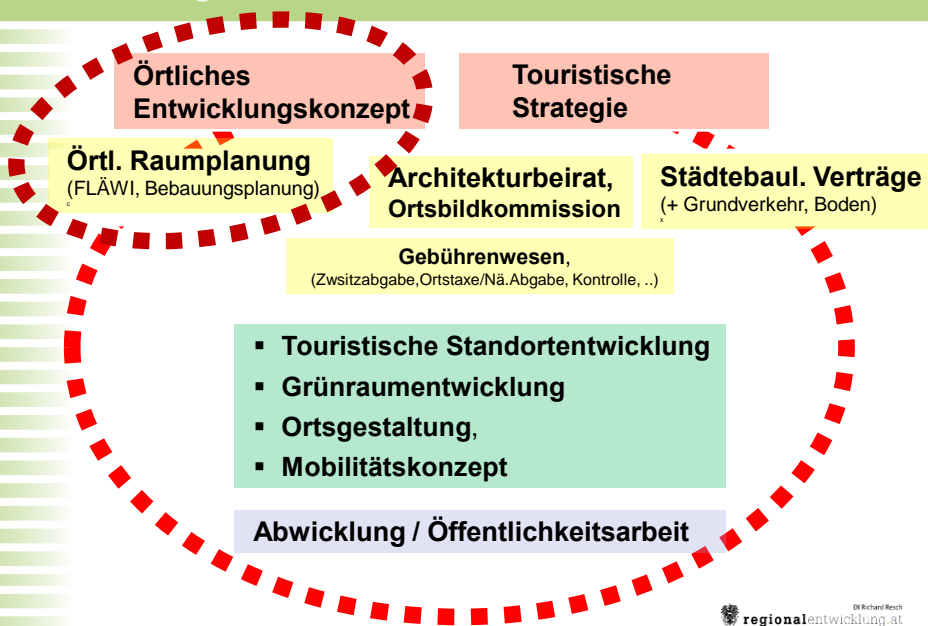 Örtliches
Entwicklungskonzept
Touristische
Strategie
Örtl. Raumplanung
(FLÄWI, Bebauungsplanung)
c
Architekturbeirat,
Ortsbildkommission
Städtebaul. Verträge
(+ Grundverkehr, Boden)
x
Gebührenwesen,
(Zwsitzabgabe,Ortstaxe/Nä.Abgabe, Kontrolle, ..)
▪ Touristische Standortentwicklung
▪ Grünraumentwicklung
▪ Ortsgestaltung,
▪ Mobilitätskonzept
Abwicklung / Öffentlichkeitsarbeit
DI Richard Resch
regionalentwicklung.at